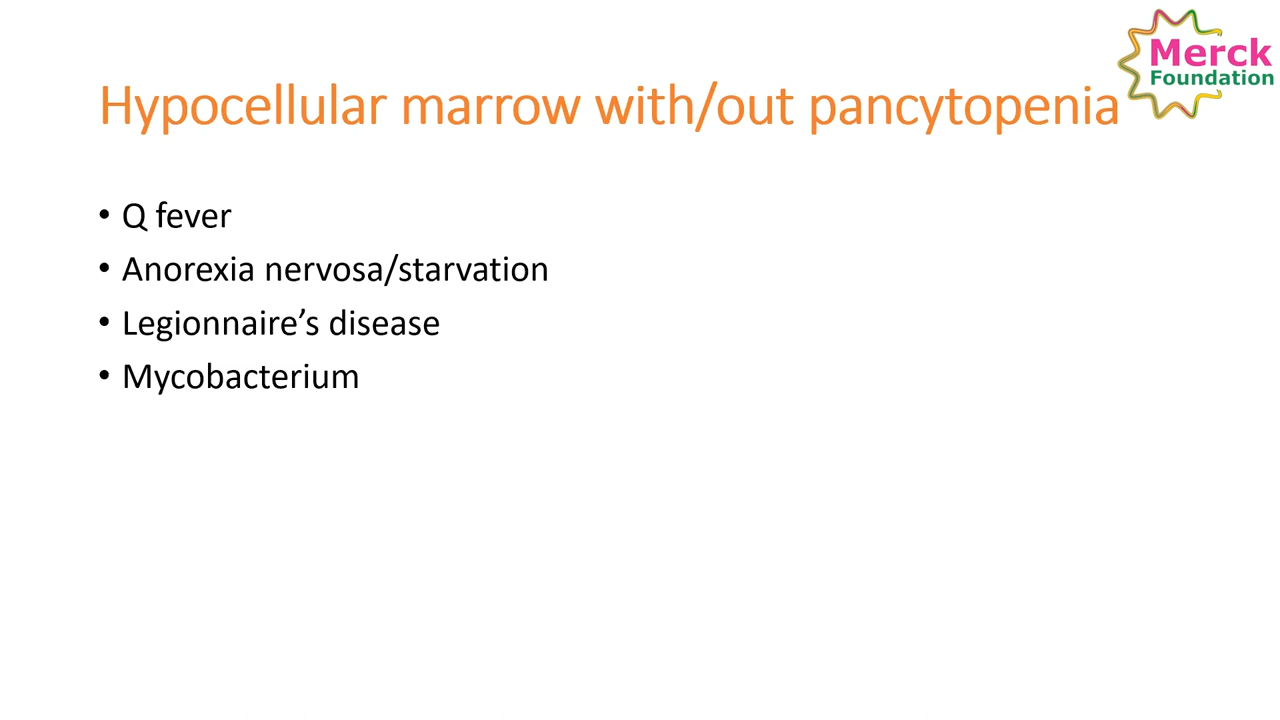 Merck
Foundation
Hypocellular marrow with/out pancytopenia
• Q fever
• Anorexia nervosa/starvation
• Legionnaire’s disease
• Mycobacterium